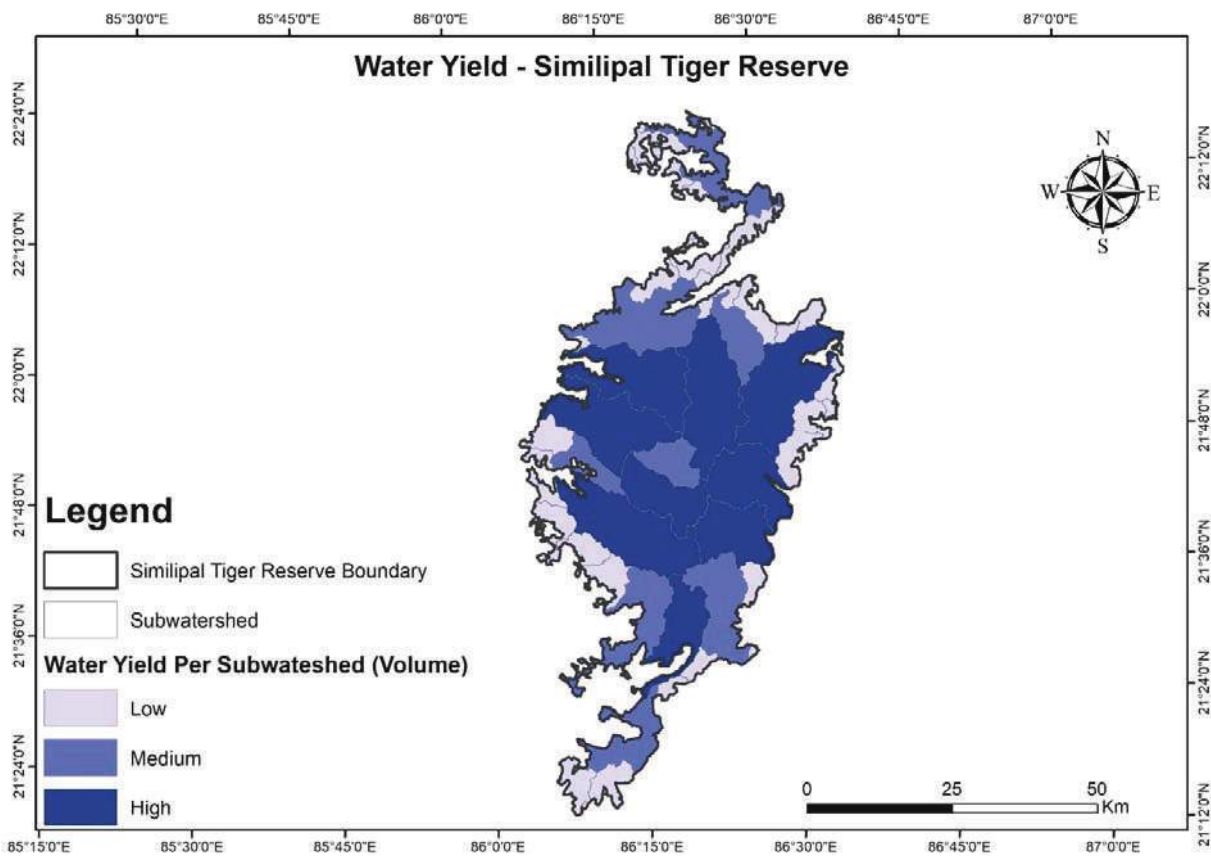 85°30'0"E 85°45'0"E 86°0'0"E 86°15'0"E 86°30'0"E 86°45'0"E 87°0'0"E
Water Yield - Similipal Tiger Reserve
22°24'0"N
22°12'0"N
22°0'0"N
21°48'0"N
21°36'0"N
21°24'0"N
N
W E
S
22°12'0"N
22°0'0"N
21°48'0"N
21°36'0"N
21°24'0"N
21°12'0"N
Legend
Similipal Tiger Reserve Boundary
Subwatershed
Water Yield Per Subwateshed (Volume)
Low
Medium
High
0 25 50
Km
85°15'0"E 85°30'0"E 85°45'0"E 86°0'0"E 86°15'0"E 86°30'0"E 86°45'0"E 87°0'0"E